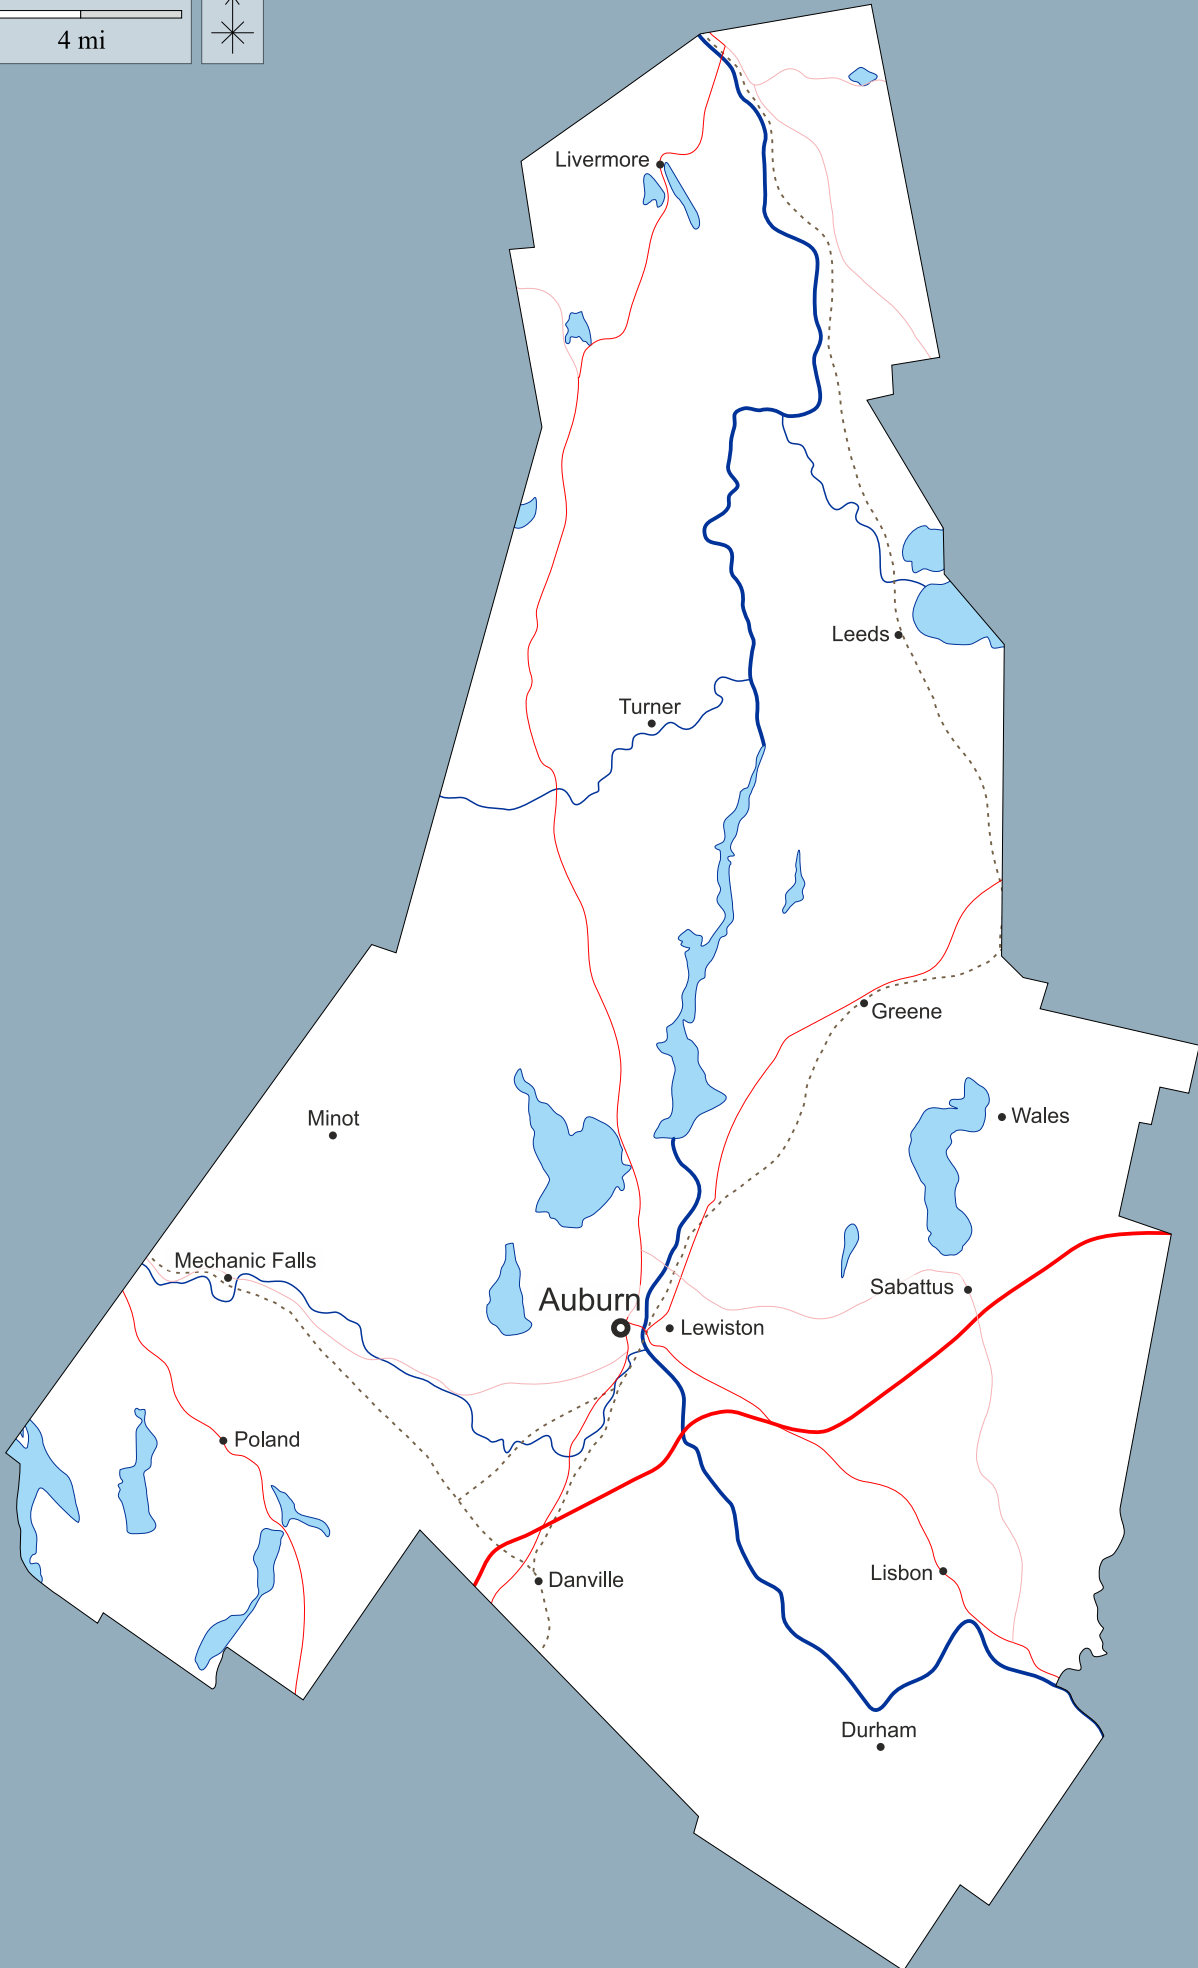 4 mi
Livermore
Leeds
Turner
Greene
Minot
Wales
Mechanic Falls
Sabattus
Auburn
Lewiston
Poland
Lisbon
Danville
Durham